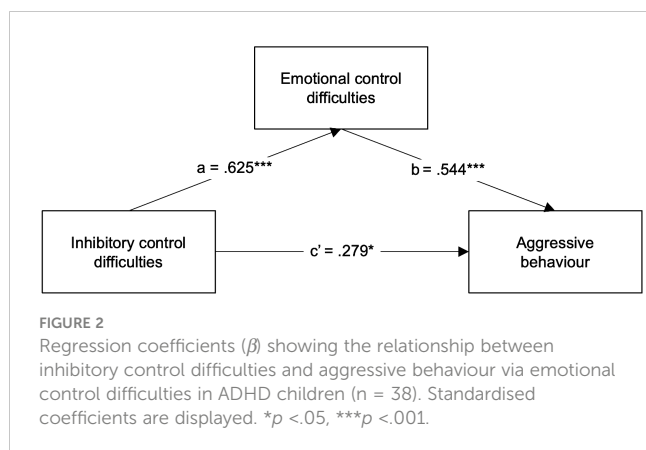 Emotional control
difficulties
a = .625***
b = .544***
Inhibitory control
difficulties
c' = .279*
Aggressive
behaviour
FIGURE 2
Regression coefficients (β) showing the relationship between
inhibitory control difficulties and aggressive behaviour via emotional
control difficulties in ADHD children (n = 38). Standardised
coefficients are displayed. *p <.05, ***p <.001.